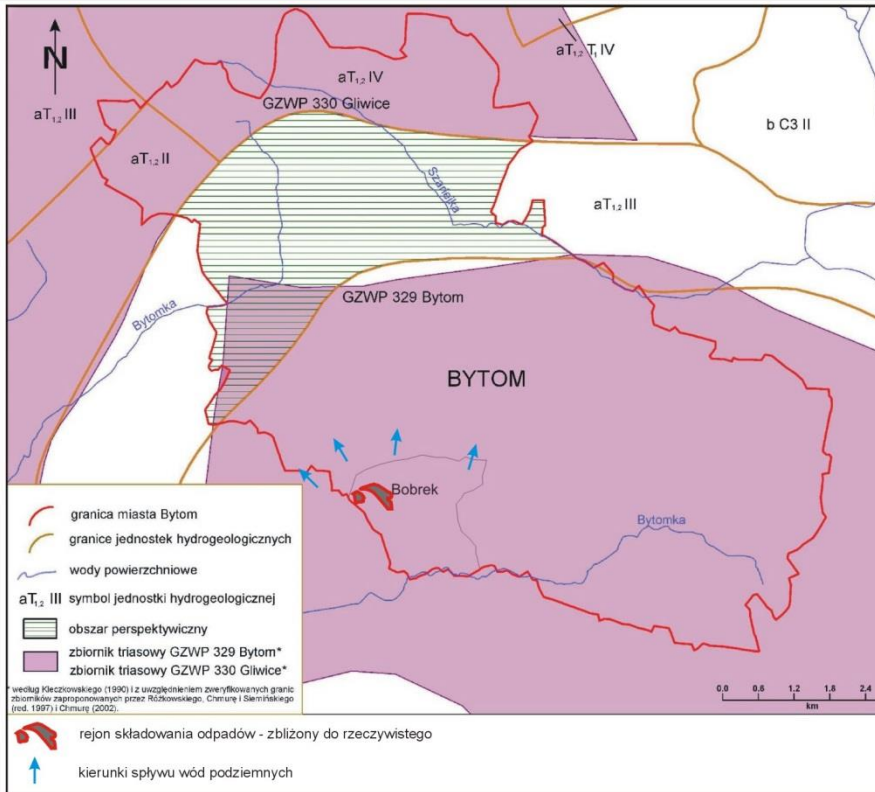 N
aT₁,₂ T₁ IV
aT₁,₂ IV
aT₁,₂ III
GZWP 330 Gliwice
b C3 II
aT₁,₂ II
Szarlejka
aT₁,₂ III
Bytomka
GZWP 329 Bytom
BYTOM
Bobrek
Bytomka
granica miasta Bytom
granice jednostek hydrogeologicznych
wody powierzchniowe
aT₁,₂ III symbol jednostki hydrogeologicznej
obszar perspektywiczny
zbiornik triasowy GZWP 329 Bytom*
zbiornik triasowy GZWP 330 Gliwice*
* według Kleczkowskiego (1990) i z uwzględnieniem zweryfikowanych granic
zbiorników zaproponowanych przez Różkowskiego, Chmurę i Siemińskiego
(red. 1997) i Chmurę (2002).
0.0 0.6 1.2 1.8 2.4
km
rejon składowania odpadów - zbliżony do rzeczywistego
kierunki spływu wód podziemnych